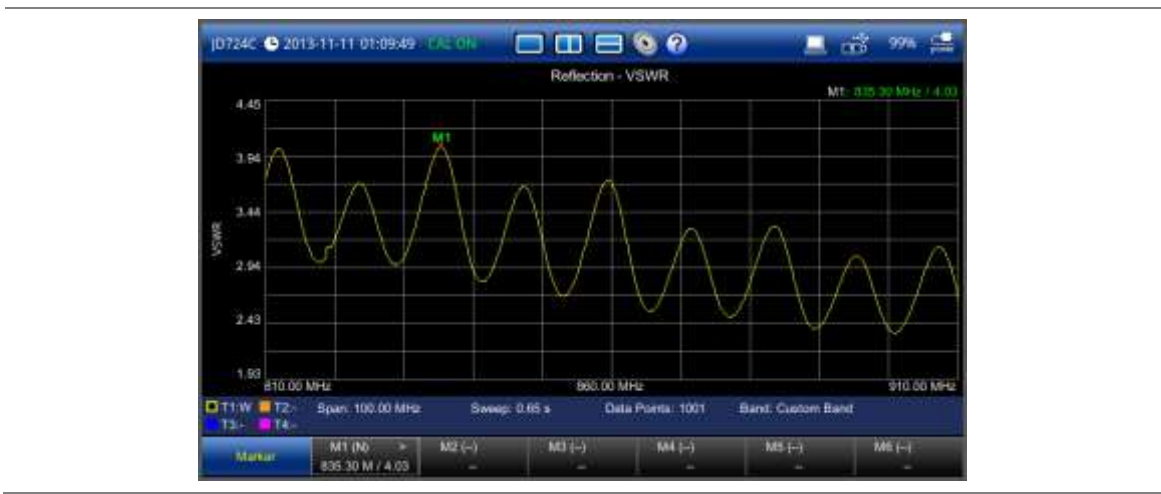 JD724C 2013-11-11 01:09:49 CAL ON 99%
Reflection - VSWR
M1: 835.30 MHz / 4.03
4.45
M1
3.94
3.44
VSWR
2.94
2.43
1.93
810.00 MHz 860.00 MHz 910.00 MHz
T1:W T2:- Span: 100.00 MHz Sweep: 0.65 s Data Points: 1001 Band: Custom Band
T3:- T4:-
Marker M1 (N) > M2 (--) M3 (--) M4 (--) M5 (--) M6 (--)
835.30 M / 4.03 -- -- -- -- --